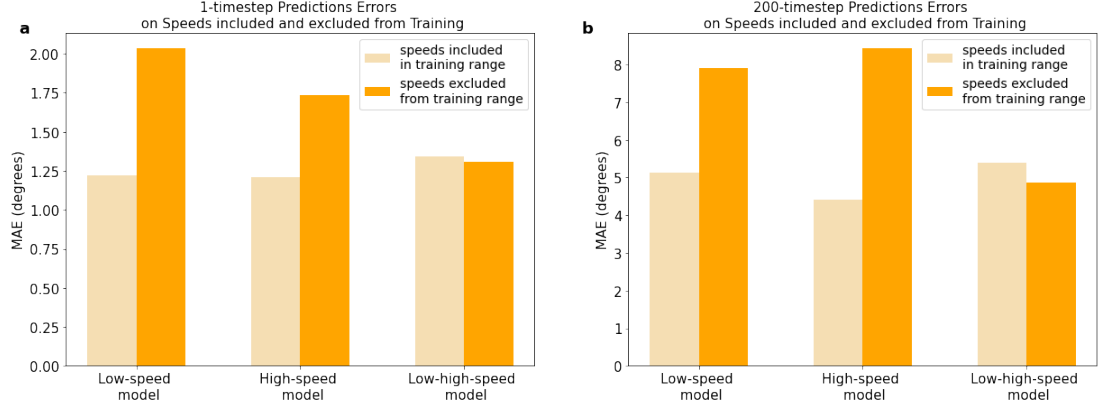 a
1-timestep Predictions Errors
on Speeds included and excluded from Training
MAE (degrees)
2.00
1.75
1.50
1.25
1.00
0.75
0.50
0.25
0.00
speeds included
in training range
speeds excluded
from training range
Low-speed
model
High-speed
model
Low-high-speed
model
b
200-timestep Predictions Errors
on Speeds included and excluded from Training
MAE (degrees)
8
7
6
5
4
3
2
1
0
speeds included
in training range
speeds excluded
from training range
Low-speed
model
High-speed
model
Low-high-speed
model